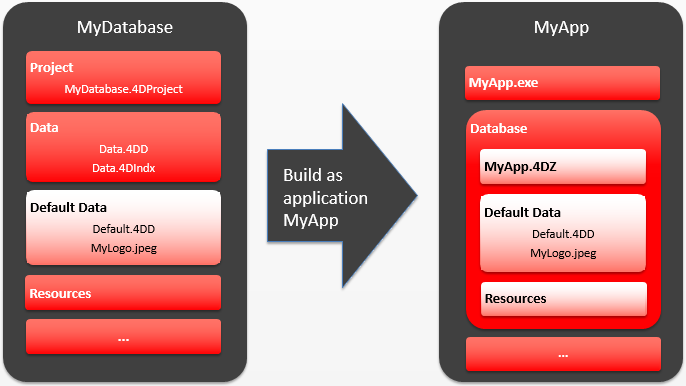 MyDatabase
Project
MyDatabase.4DProject
Data
Data.4DD
Data.4DIndx
Default Data
Default.4DD
MyLogo.jpeg
Resources
...
Build as
application
MyApp
MyApp
MyApp.exe
Database
MyApp.4DZ
Default Data
Default.4DD
MyLogo.jpeg
Resources
...